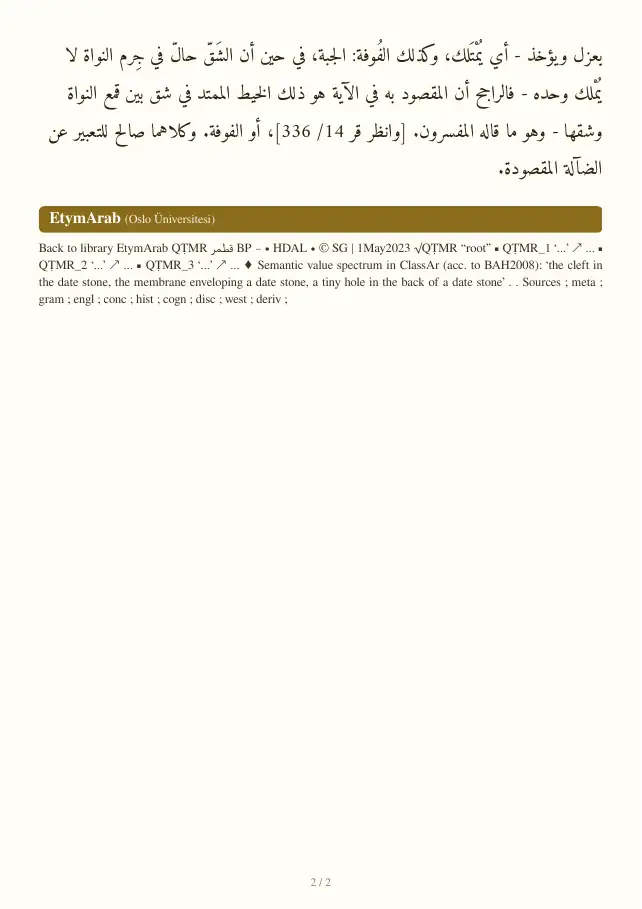 يعزل ويؤخذ - أي يُمْتَلك، وكذلك الفُوفة: الجبة، في حين أن الشَقّ حالّ في جِرم النواة لا
يُمْلك وحده - فالراجح أن المقصود به في الآية هو ذلك الخيط الممتد في شق بين قمع النواة
وشقها - وهو ما قاله المفسرون. [وانظر قر 14/ 336]، أو الفوفة. وكلاهما صالح للتعبير عن
الضآلة المقصودة.
EtymArab (Oslo Üniversitesi)
Back to library EtymArab QṬMR قطمر BP – • HDAL • © SG | 1May2023 √QṬMR “root” ▪ QṬMR_1 ‘...’ ↗ ... ▪
QṬMR_2 ‘...’ ↗ ... ▪ QṬMR_3 ‘...’ ↗ ... ♦ Semantic value spectrum in ClassAr (acc. to BAH2008): ‘the cleft in
the date stone, the membrane enveloping a date stone, a tiny hole in the back of a date stone’ . . Sources ; meta ;
gram ; engl ; conc ; hist ; cogn ; disc ; west ; deriv ;
2 / 2